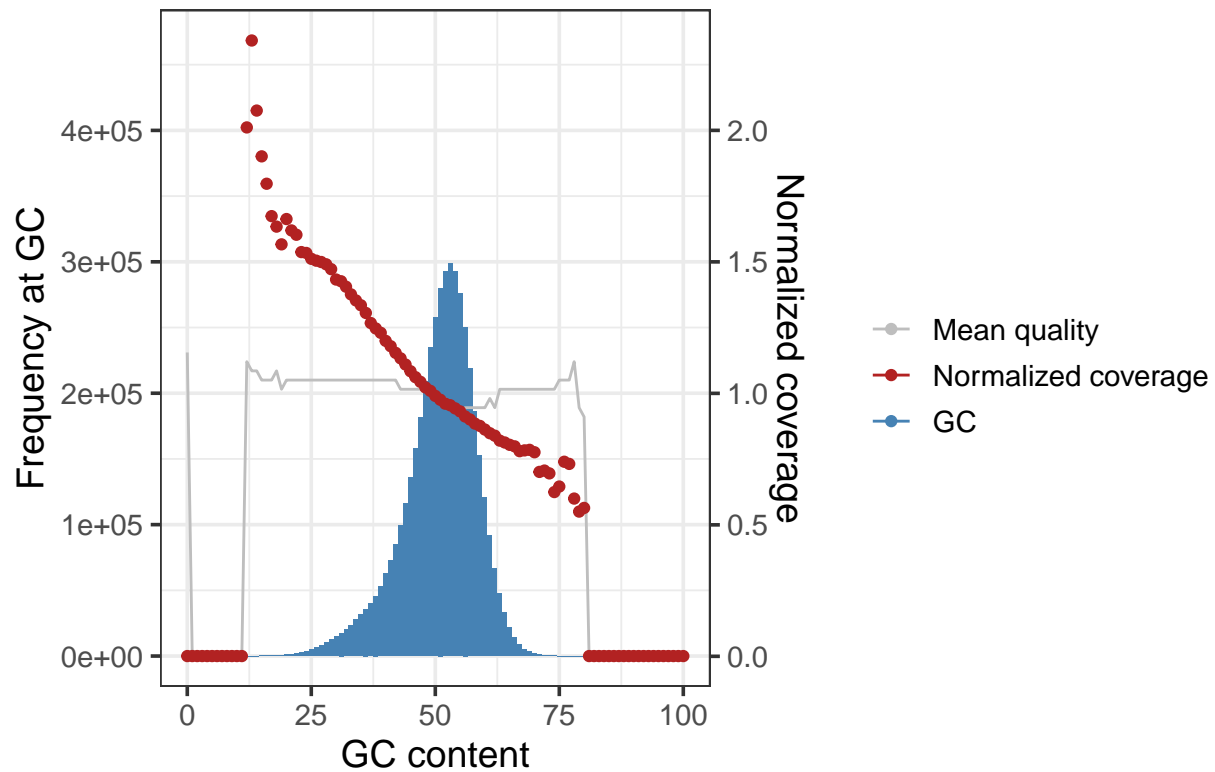 Frequency at GC
4e+05
3e+05
2e+05
1e+05
0e+00
2.0
1.5
1.0
0.5
0.0
Normalized coverage
0 25 50 75 100
GC content
Mean quality
Normalized coverage
GC